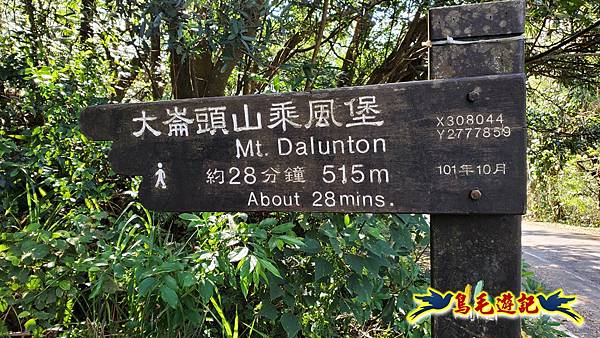 大崙頭山乘風堡
Mt. Dalunton
約28分鐘 515m
About 28mins.
X308044
Y2777859
101年10月
鳥遊記